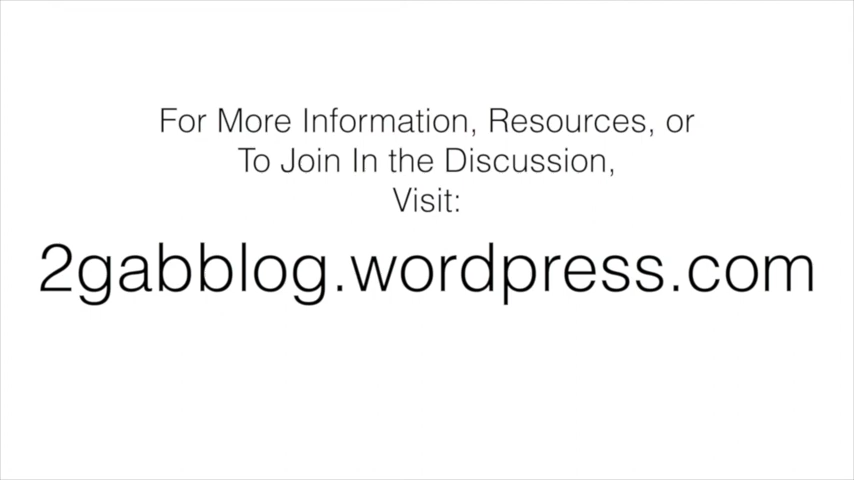 For More Information, Resources, or
To Join In the Discussion,
Visit:
2gabblog.wordpress.com